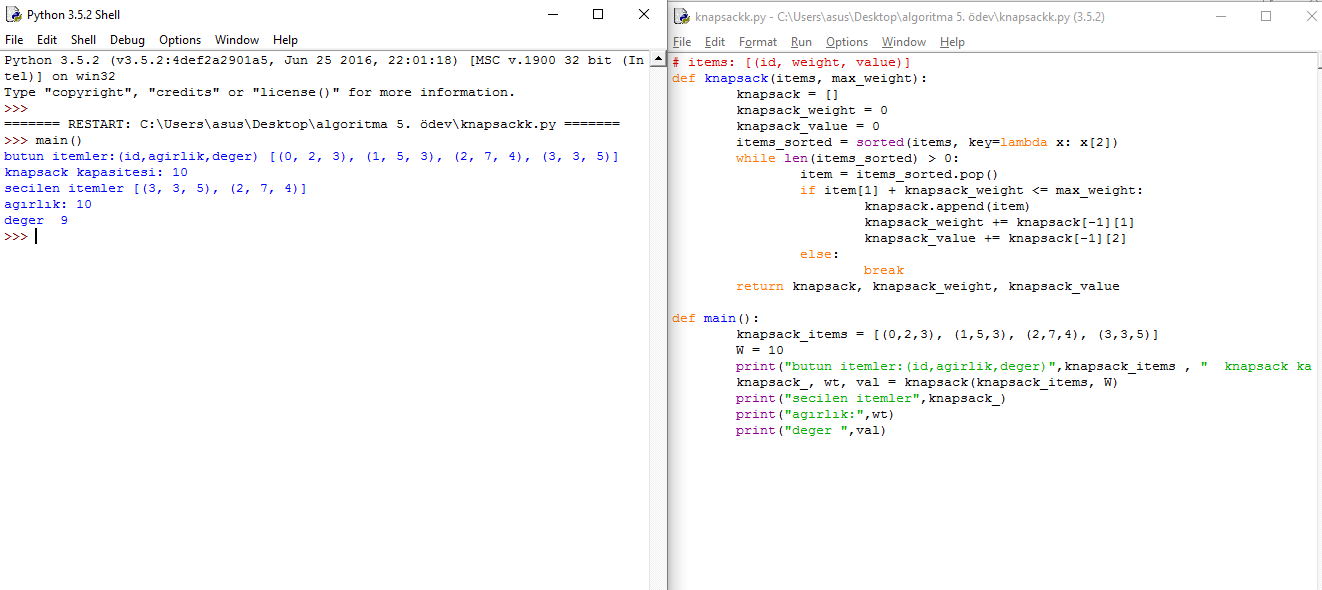 Python 3.5.2 Shell
File Edit Shell Debug Options Window Help
Python 3.5.2 (v3.5.2:4def2a2901a5, Jun 25 2016, 22:01:18) [MSC v.1900 32 bit (In
tel)] on win32
Type "copyright", "credits" or "license()" for more information.
>>>
======= RESTART: C:\Users\asus\Desktop\algoritma 5. ödev\knapsackk.py =======
>>> main()
butun itemler:(id,agirlik,deger) [(0, 2, 3), (1, 5, 3), (2, 7, 4), (3, 3, 5)]
knapsack kapasitesi: 10
secilen itemler [(3, 3, 5), (2, 7, 4)]
agırlık: 10
deger  9
>>>
knapsackk.py - C:\Users\asus\Desktop\algoritma 5. ödev\knapsackk.py (3.5.2)
File Edit Format Run Options Window Help
# items: [(id, weight, value)]
def knapsack(items, max_weight):
        knapsack = []
        knapsack_weight = 0
        knapsack_value = 0
        items_sorted = sorted(items, key=lambda x: x[2])
        while len(items_sorted) > 0:
                item = items_sorted.pop()
                if item[1] + knapsack_weight <= max_weight:
                        knapsack.append(item)
                        knapsack_weight += knapsack[-1][1]
                        knapsack_value += knapsack[-1][2]
                else:
                        break
        return knapsack, knapsack_weight, knapsack_value
def main():
        knapsack_items = [(0,2,3), (1,5,3), (2,7,4), (3,3,5)]
        W = 10
        print("butun itemler:(id,agirlik,deger)",knapsack_items , "  knapsack ka
        knapsack_, wt, val = knapsack(knapsack_items, W)
        print("secilen itemler",knapsack_)
        print("agırlık:",wt)
        print("deger ",val)